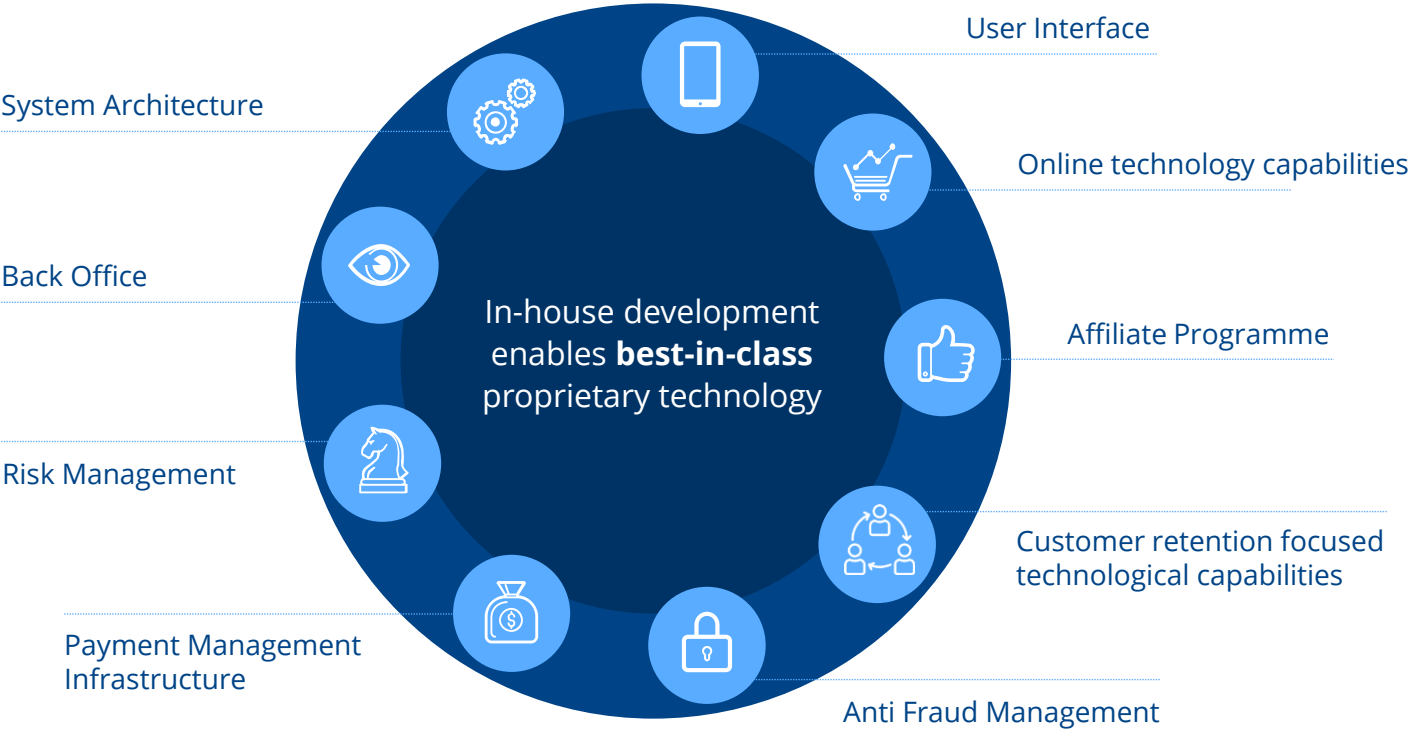 User Interface
System Architecture
Online technology capabilities
Back Office
In-house development
enables best-in-class
proprietary technology
Affiliate Programme
Risk Management
Customer retention focused
technological capabilities
Payment Management
Infrastructure
Anti Fraud Management
$